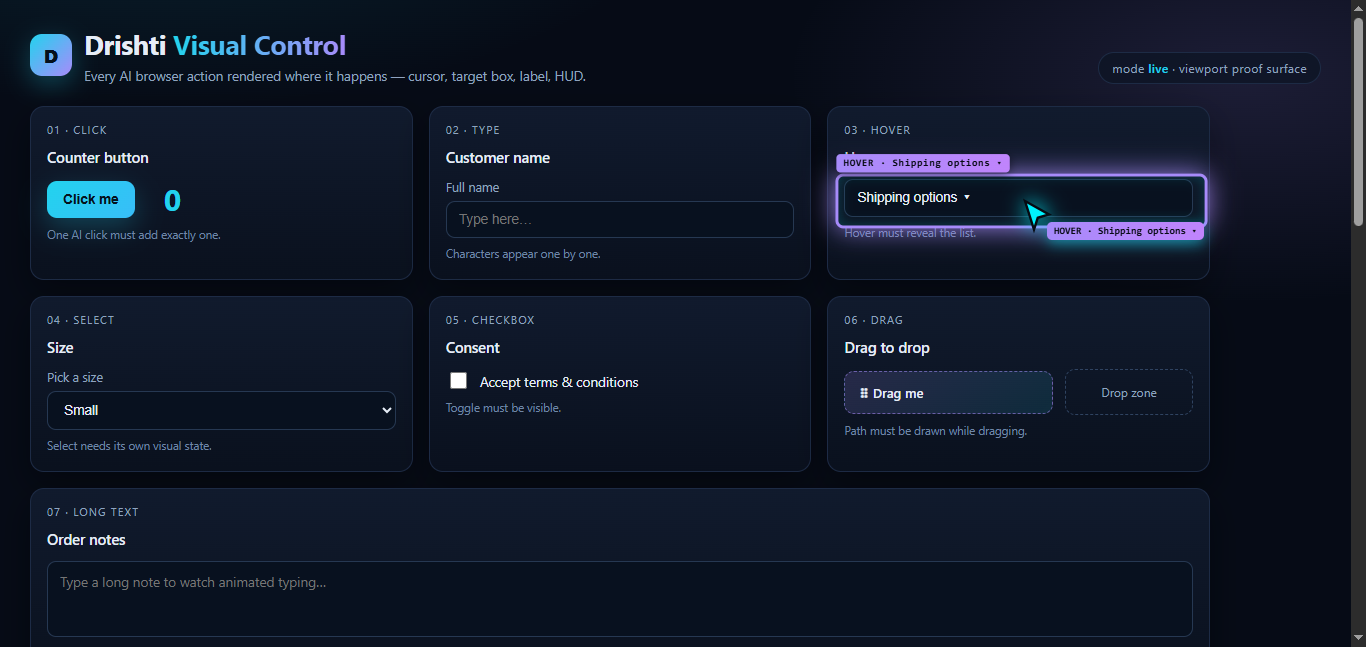 D
Drishti Visual Control
Every AI browser action rendered where it happens — cursor, target box, label, HUD.
mode live · viewport proof surface
01 · CLICK
Counter button
Click me
0
One AI click must add exactly one.
02 · TYPE
Customer name
Full name
Type here…
Characters appear one by one.
03 · HOVER
HOVER · Shipping options ▾
Shipping options ▾
HOVER · Shipping options ▾
Hover must reveal the list.
04 · SELECT
Size
Pick a size
Small
Select needs its own visual state.
05 · CHECKBOX
Consent
Accept terms & conditions
Toggle must be visible.
06 · DRAG
Drag to drop
⠿ Drag me
Drop zone
Path must be drawn while dragging.
07 · LONG TEXT
Order notes
Type a long note to watch animated typing…